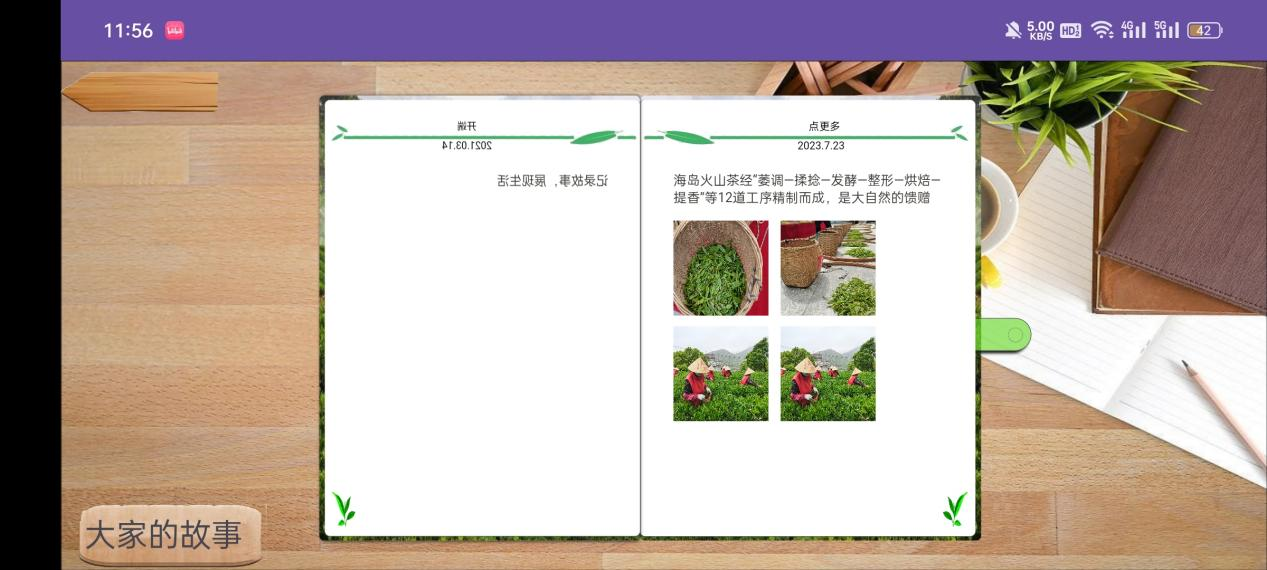 11:56
5.00
KB/S
HD
4G
5G
42
开端
2021.03.14
记录故事，展现生活
点更多
2023.7.23
海岛火山茶经"萎调—揉捻—发酵—整形—烘焙—
提香"等12道工序精制而成，是大自然的馈赠
大家的故事